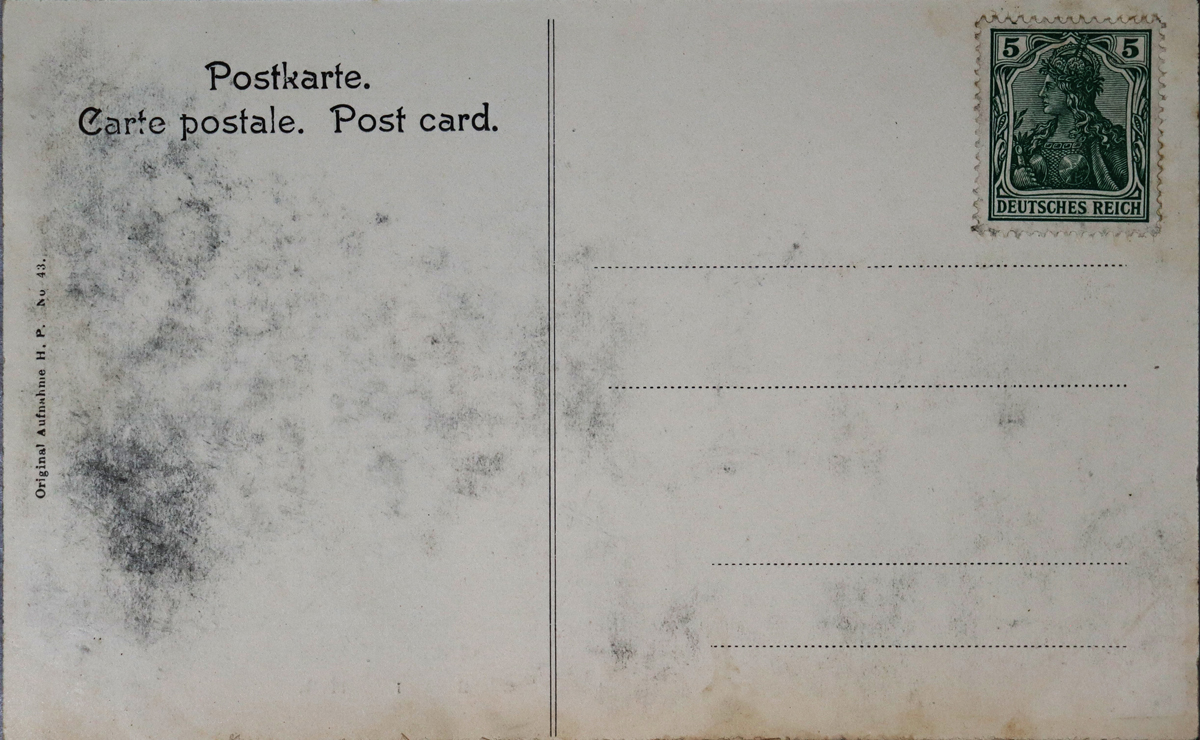 Postkarte.
Carte postale. Post card.
Original Aufnahme H. P. No 43.
5 5
DEUTSCHES REICH